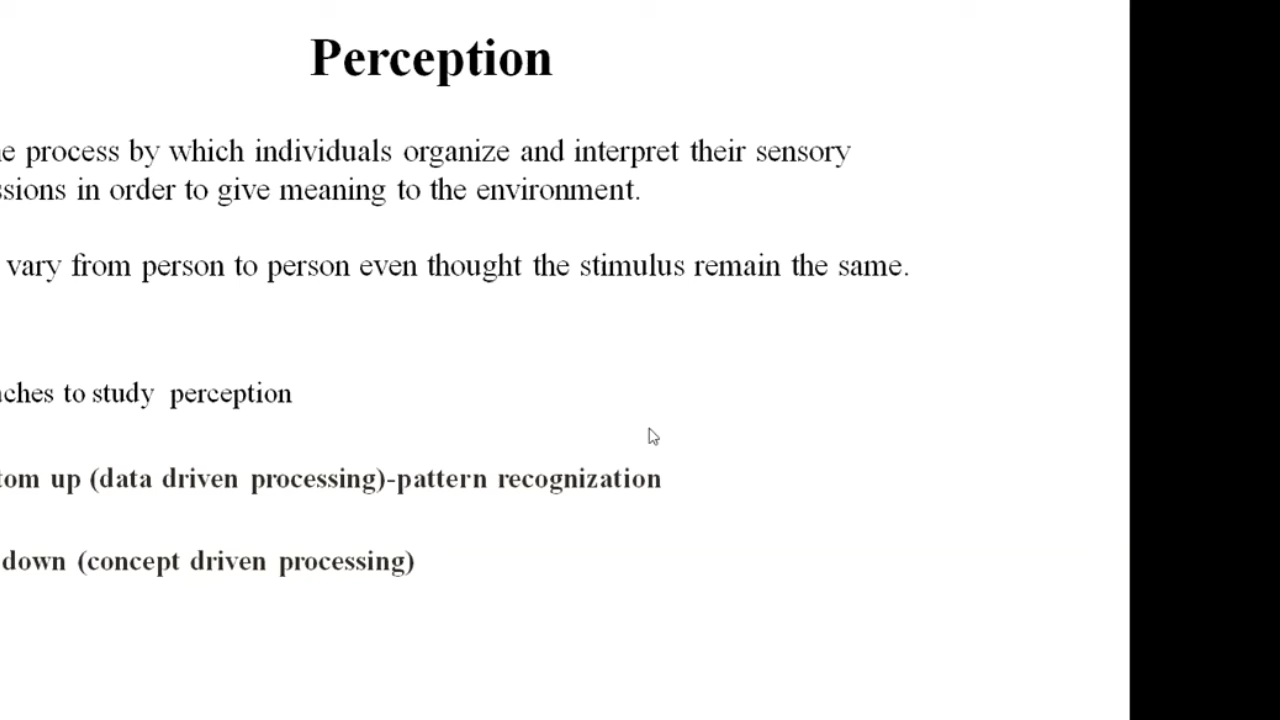 Perception
e process by which individuals organize and interpret their sensory
ssions in order to give meaning to the environment.
vary from person to person even thought the stimulus remain the same.
aches to study perception
tom up (data driven processing)-pattern recognization
down (concept driven processing)